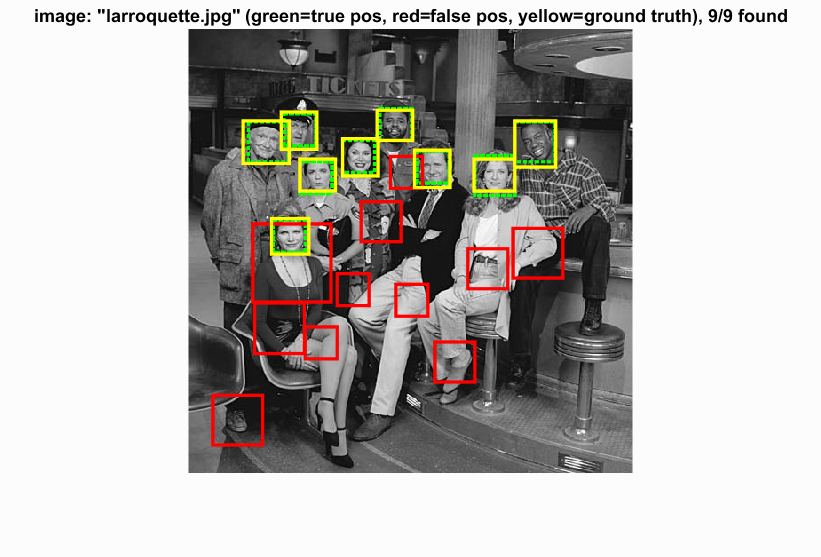 image: "larroquette.jpg" (green=true pos, red=false pos, yellow=ground truth), 9/9 found
TICKETS